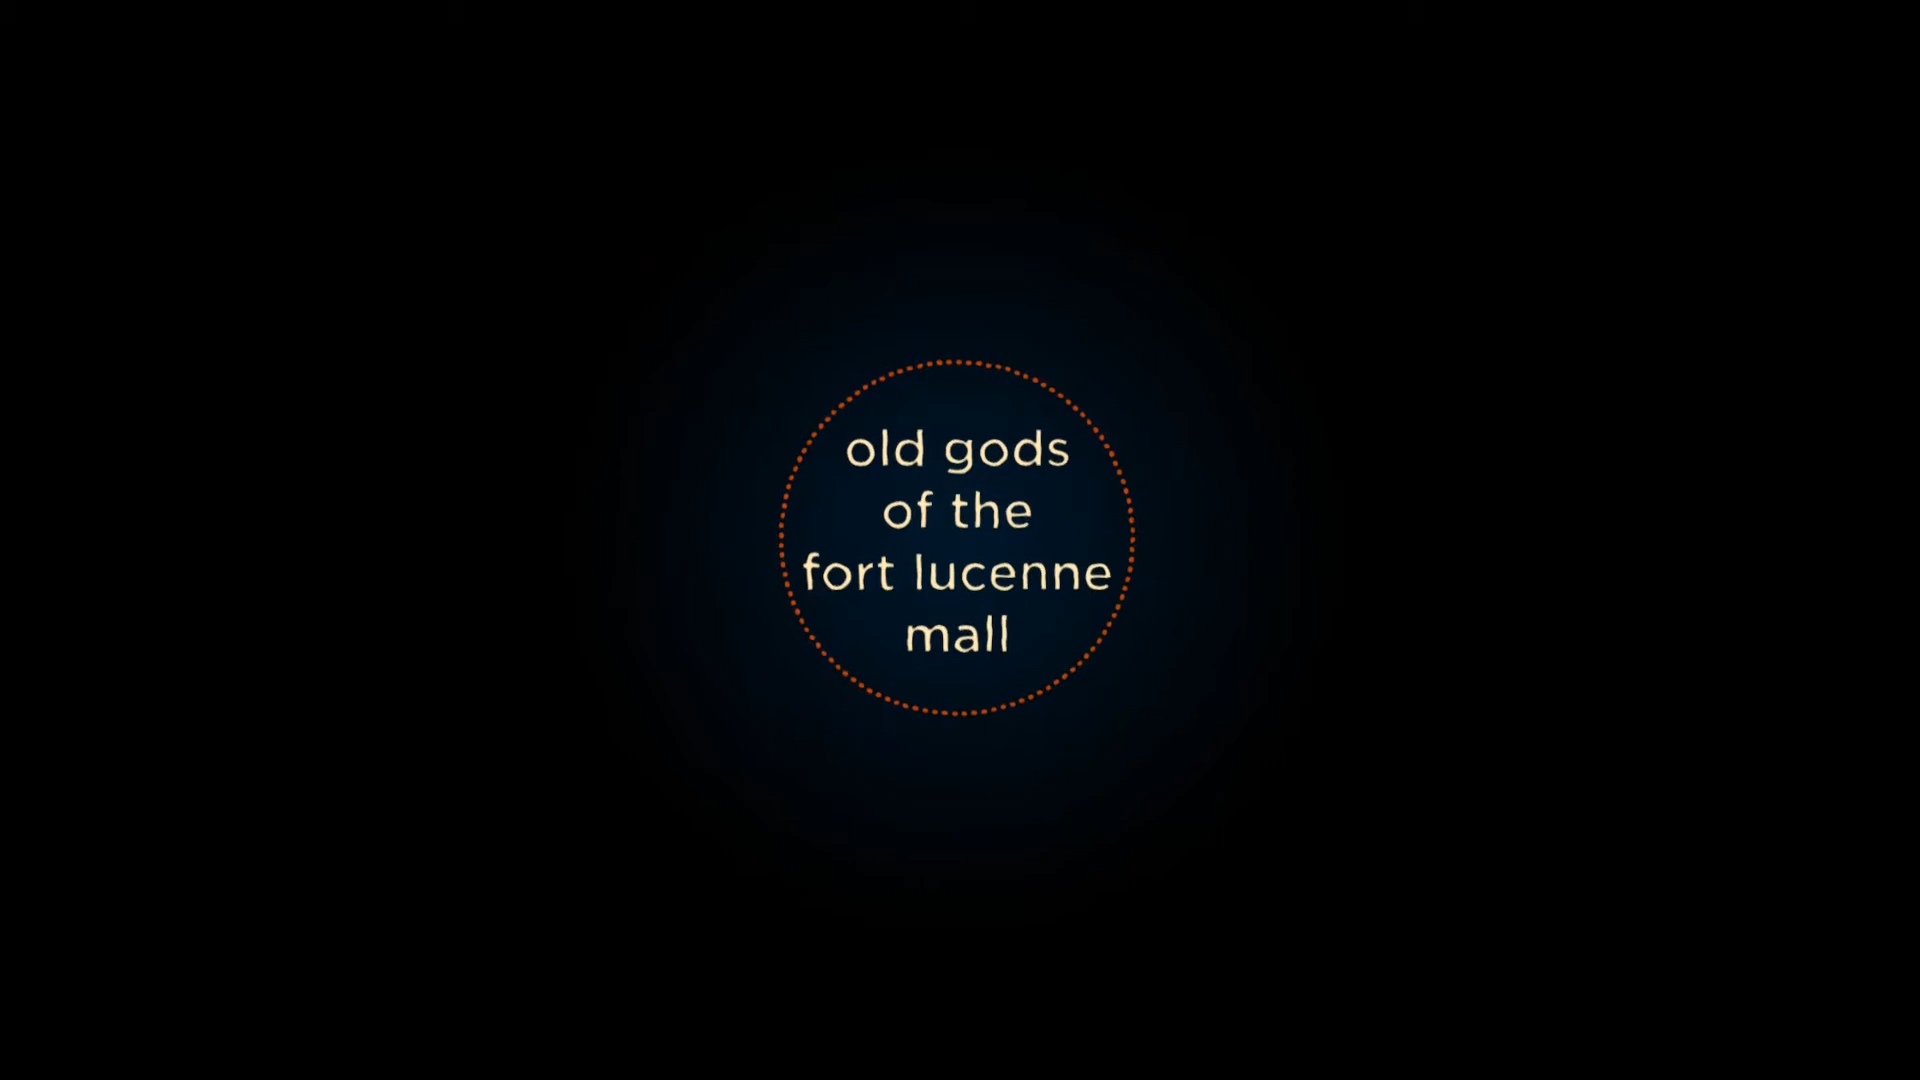 old gods
of the
fort lucenne
mall